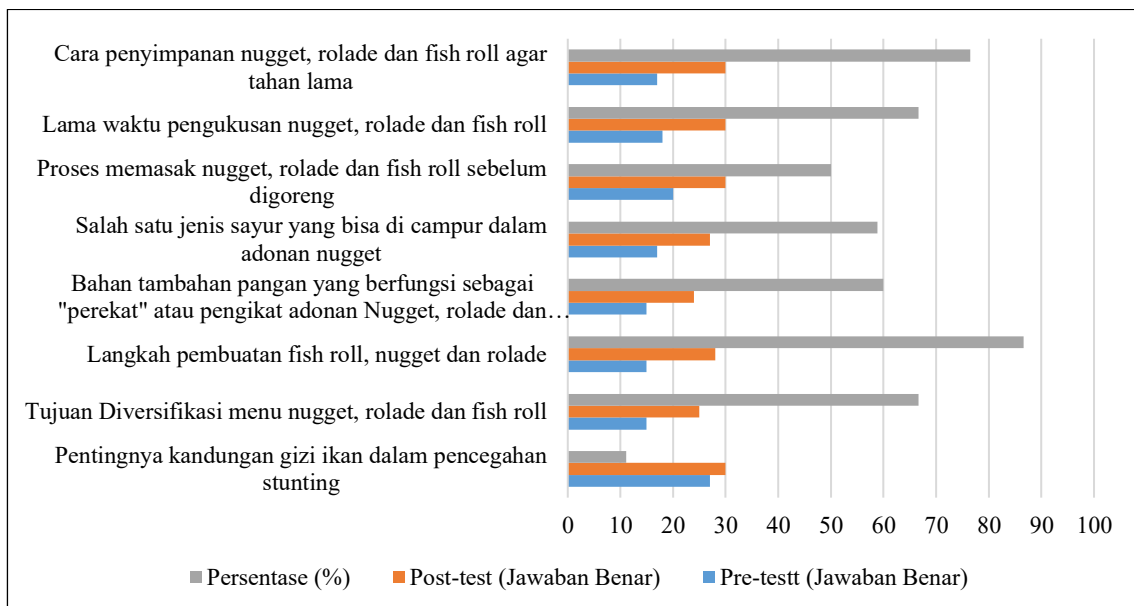 Cara penyimpanan nugget, rolade dan fish roll agar
tahan lama
Lama waktu pengukusan nugget, rolade dan fish roll
Proses memasak nugget, rolade dan fish roll sebelum
digoreng
Salah satu jenis sayur yang bisa di campur dalam
adonan nugget
Bahan tambahan pangan yang berfungsi sebagai
"perekat" atau pengikat adonan Nugget, rolade dan…
Langkah pembuatan fish roll, nugget dan rolade
Tujuan Diversifikasi menu nugget, rolade dan fish roll
Pentingnya kandungan gizi ikan dalam pencegahan
stunting
0 10 20 30 40 50 60 70 80 90 100
Persentase (%) Post-test (Jawaban Benar) Pre-testt (Jawaban Benar)